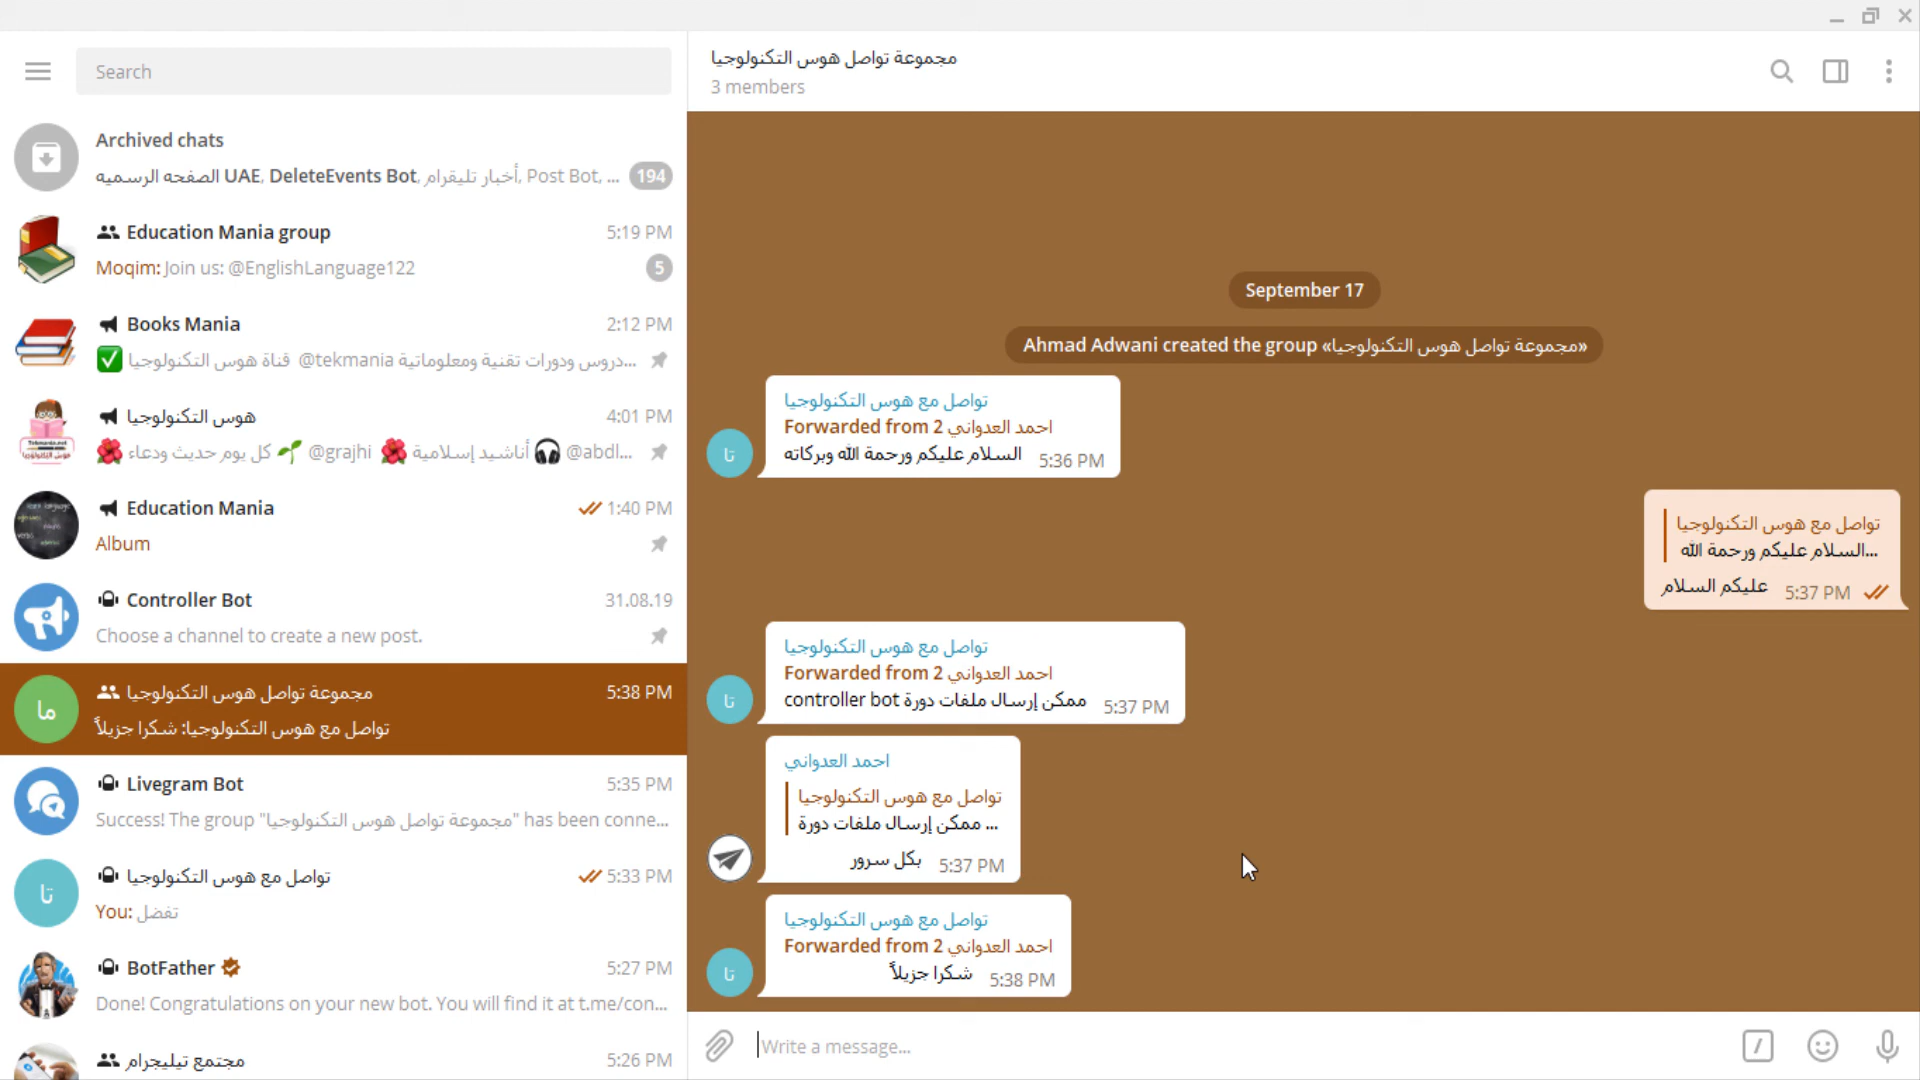 Search
Archived chats
الصفحه الرسميه UAE, DeleteEvents Bot, أخبار تليقرام, Post Bot, ...
194
Education Mania group
5:19 PM
Moqim: Join us: @EnglishLanguage122
5
Books Mania
2:12 PM
✅ قناة هوس التكنولوجيا @tekmania دروس ودورات تقنية ومعلوماتية...
هوس التكنولوجيا
4:01 PM
🌺 كل يوم حديث ودعاء 🌱 @grajhi 🌺 أناشيد إسلامية 🎧 @abdl...
Education Mania
1:40 PM
Album
Controller Bot
31.08.19
Choose a channel to create a new post.
مجموعة تواصل هوس التكنولوجيا
5:38 PM
ما
تواصل مع هوس التكنولوجيا: شكرا جزيلاً
Livegram Bot
5:35 PM
Success! The group "مجموعة تواصل هوس التكنولوجيا" has been conne...
تواصل مع هوس التكنولوجيا
5:33 PM
تا
You: تفضل
BotFather
5:27 PM
Done! Congratulations on your new bot. You will find it at t.me/con...
مجتمع تيليجرام
5:26 PM
مجموعة تواصل هوس التكنولوجيا
3 members
September 17
Ahmad Adwani created the group «مجموعة تواصل هوس التكنولوجيا»
تواصل مع هوس التكنولوجيا
Forwarded from احمد العدواني 2
السلام عليكم ورحمة الله وبركاته 5:36 PM
تا
تواصل مع هوس التكنولوجيا
السلام عليكم ورحمة الله...
عليكم السلام 5:37 PM
تواصل مع هوس التكنولوجيا
Forwarded from احمد العدواني 2
ممكن إرسال ملفات دورة controller bot 5:37 PM
تا
احمد العدواني
تواصل مع هوس التكنولوجيا
ممكن إرسال ملفات دورة ...
بكل سرور 5:37 PM
تواصل مع هوس التكنولوجيا
Forwarded from احمد العدواني 2
شكرا جزيلاً 5:38 PM
تا
Write a message...